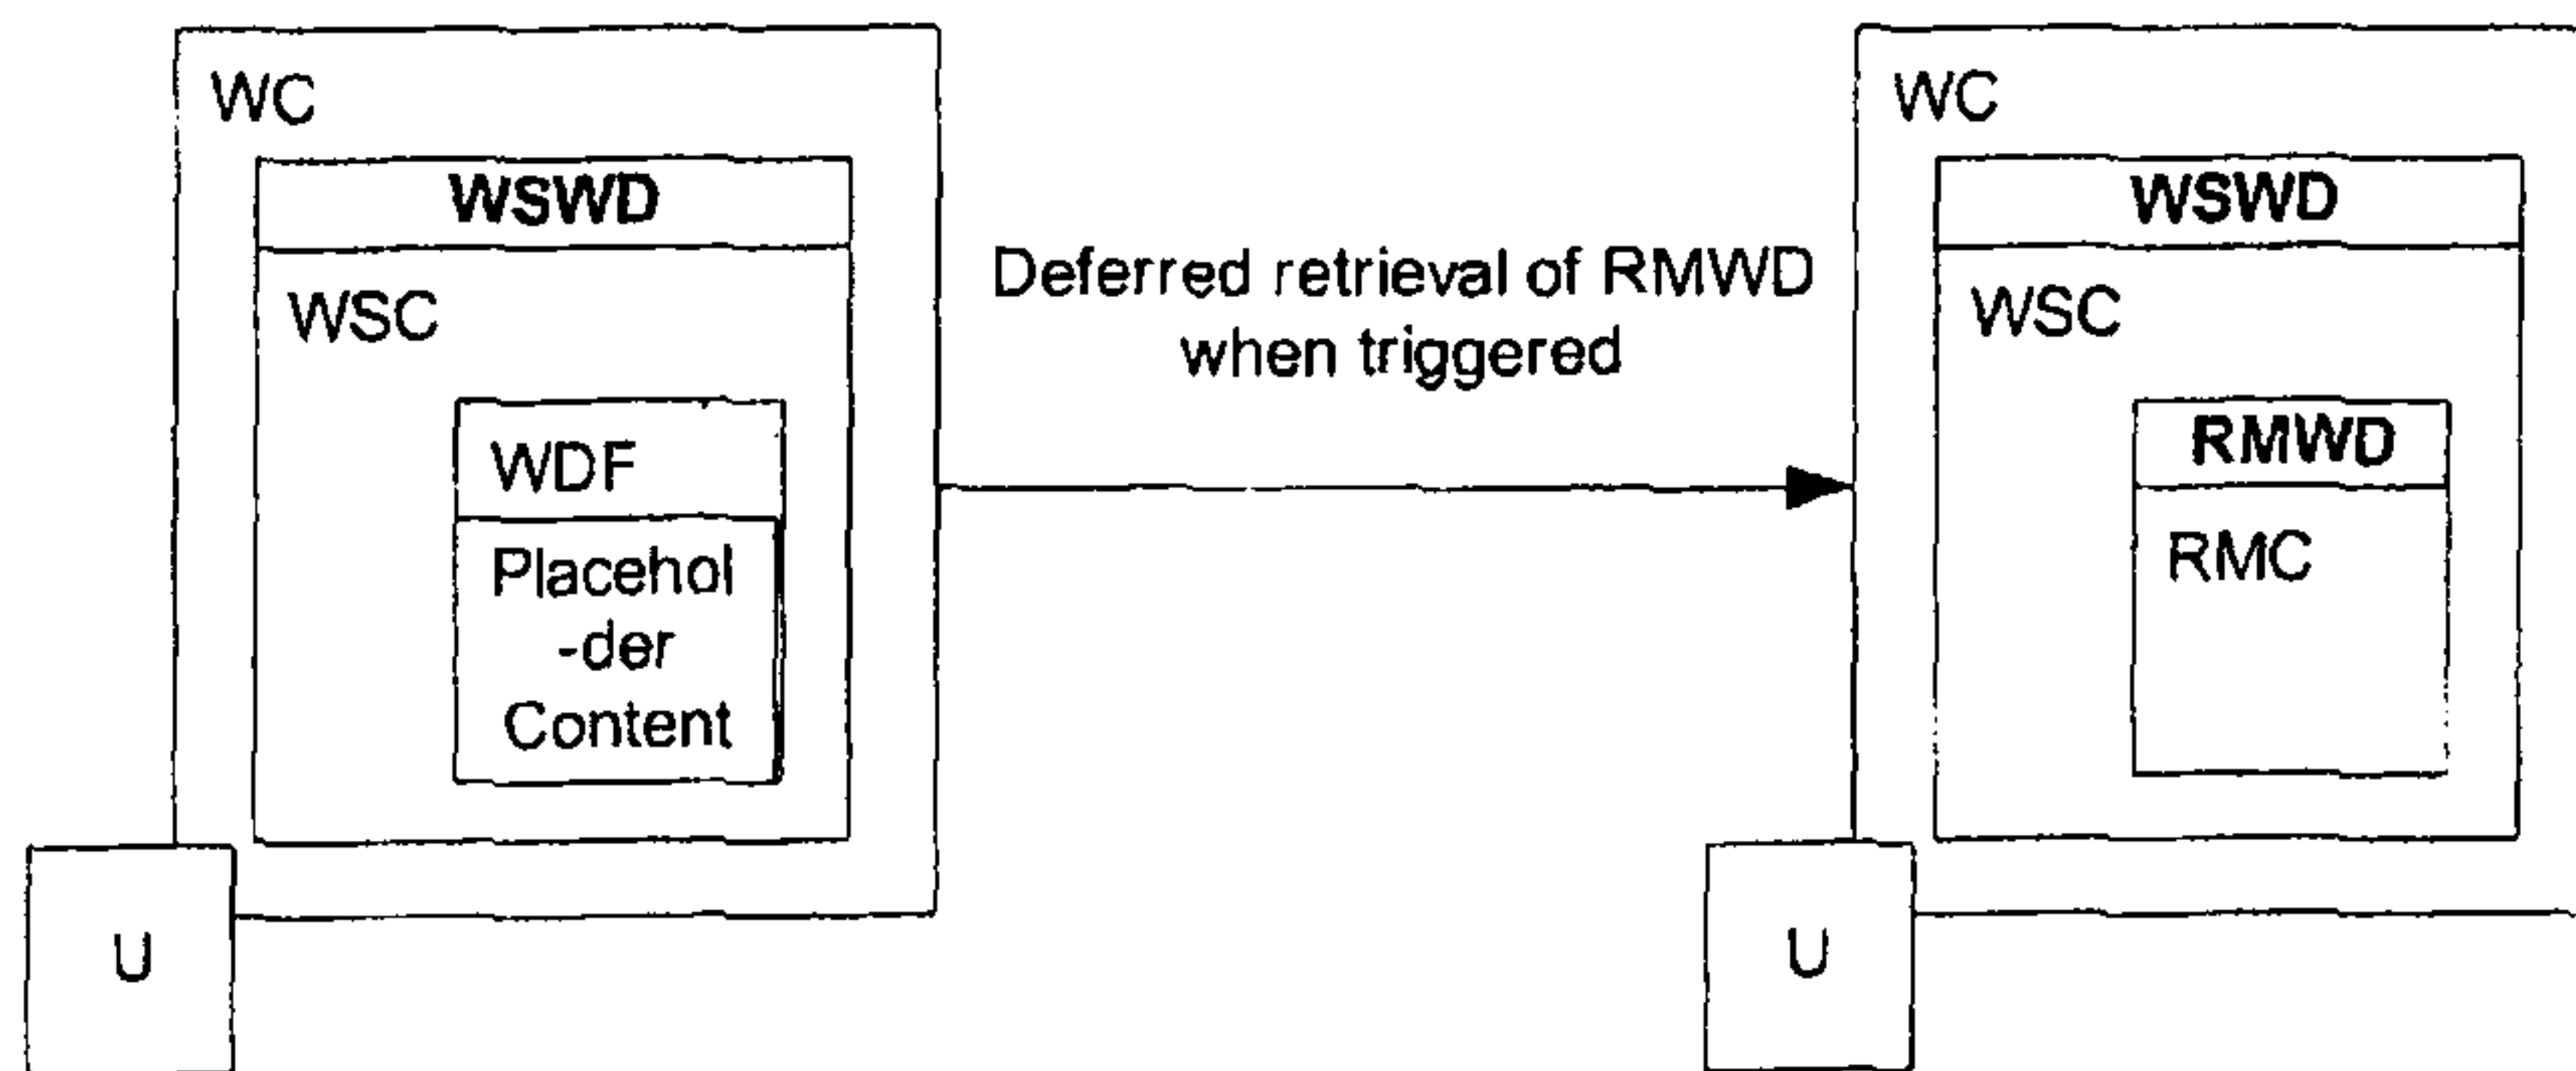 WC
WSWD
WSC
WDF
Placehol
-der
Content
U
Deferred retrieval of RMWD
when triggered
WC
WSWD
WSC
RMWD
RMC
U